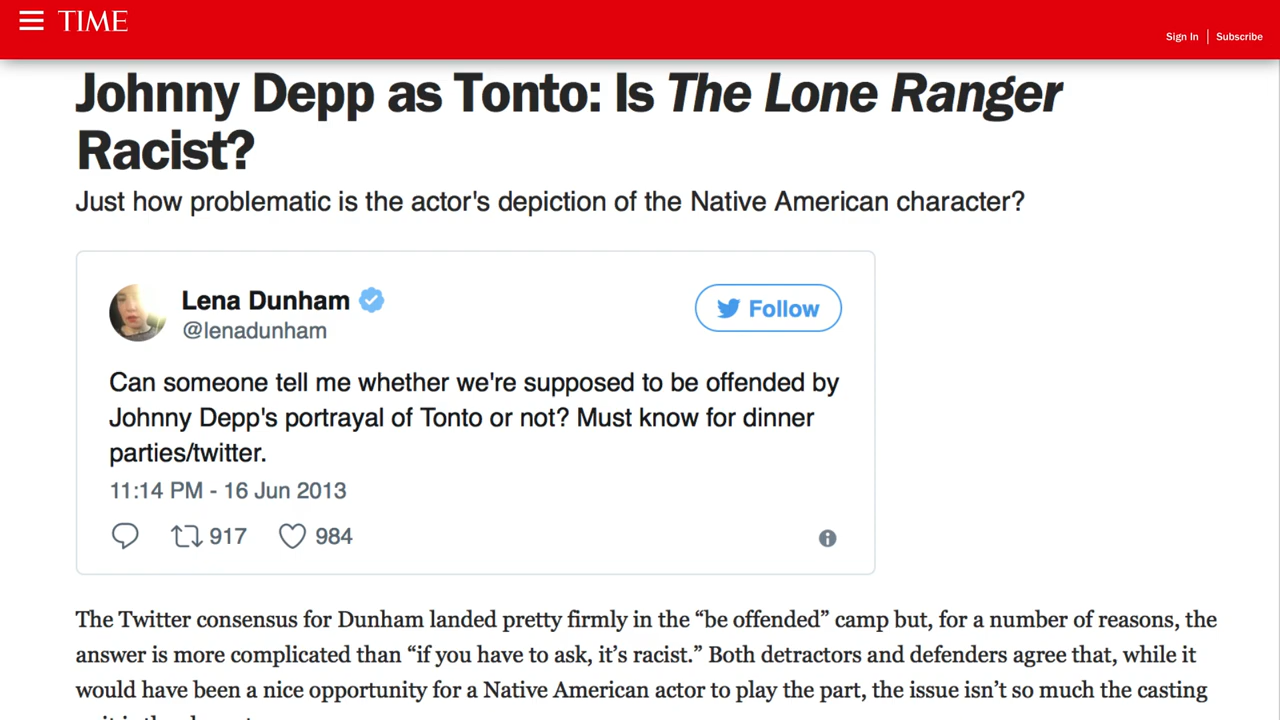 TIME
Sign In
Subscribe
Johnny Depp as Tonto: Is The Lone Ranger
Racist?
Just how problematic is the actor's depiction of the Native American character?
Lena Dunham
@lenadunham
Follow
Can someone tell me whether we're supposed to be offended by
Johnny Depp's portrayal of Tonto or not? Must know for dinner
parties/twitter.
11:14 PM - 16 Jun 2013
917 984
The Twitter consensus for Dunham landed pretty firmly in the “be offended” camp but, for a number of reasons, the
answer is more complicated than “if you have to ask, it’s racist.” Both detractors and defenders agree that, while it
would have been a nice opportunity for a Native American actor to play the part, the issue isn’t so much the casting